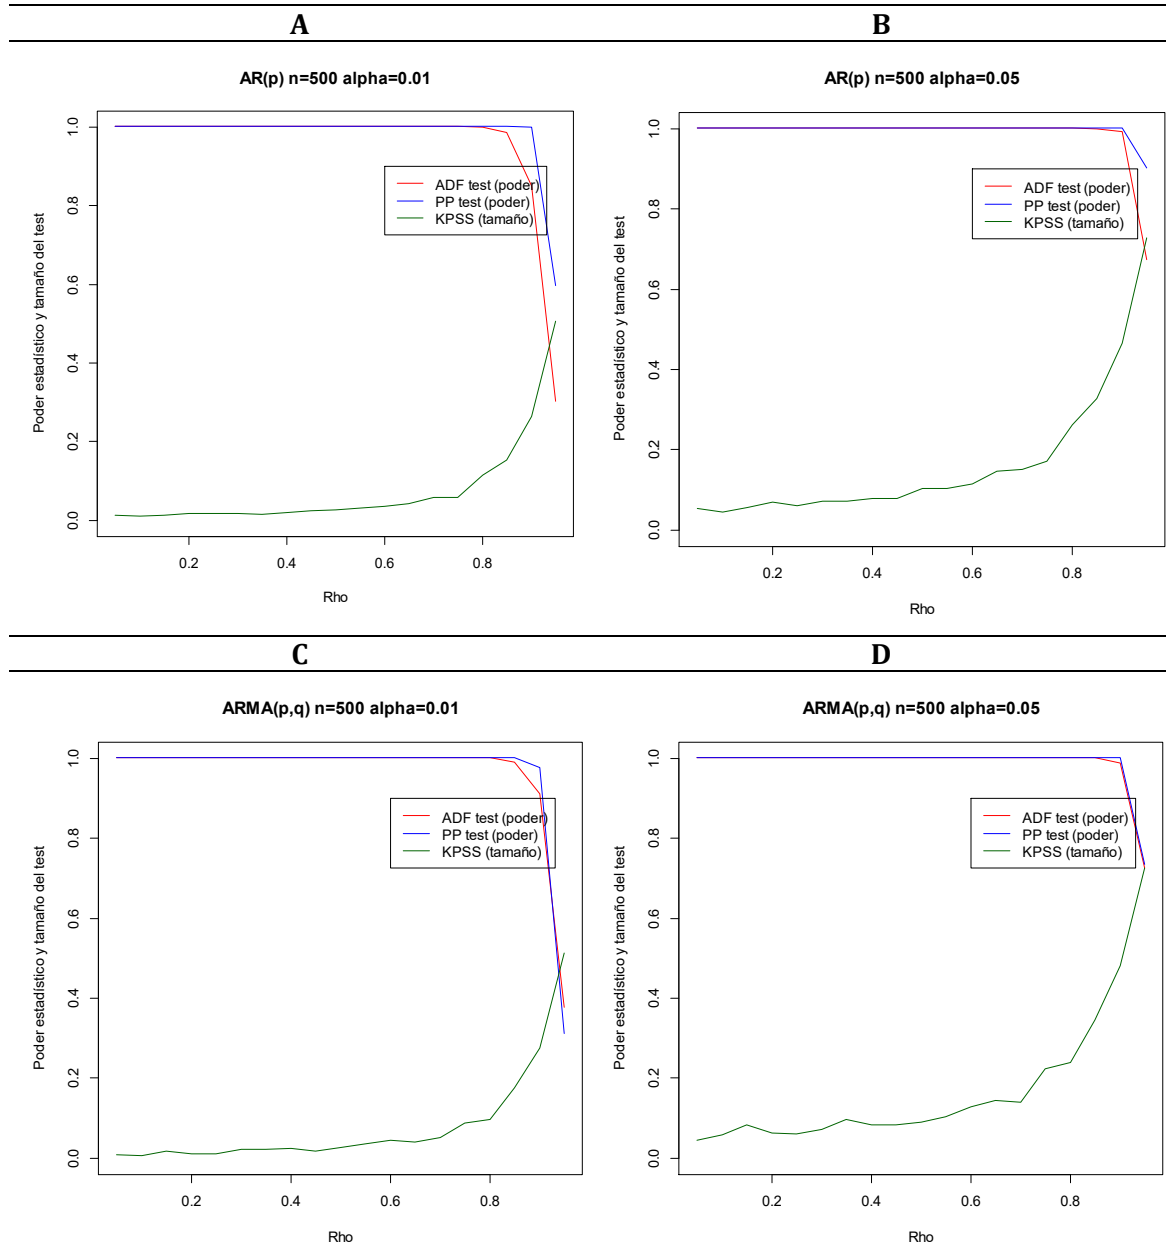 A
B
AR(p) n=500 alpha=0.01
Poder estadístico y tamaño del test
1.0
0.8
0.6
0.4
0.2
0.0
ADF test (poder)
PP test (poder)
KPSS (tamaño)
0.2 0.4 0.6 0.8
Rho
AR(p) n=500 alpha=0.05
Poder estadístico y tamaño del test
1.0
0.8
0.6
0.4
0.2
0.0
ADF test (poder)
PP test (poder)
KPSS (tamaño)
0.2 0.4 0.6 0.8
Rho
C
D
ARMA(p,q) n=500 alpha=0.01
Poder estadístico y tamaño del test
1.0
0.8
0.6
0.4
0.2
0.0
ADF test (poder)
PP test (poder)
KPSS (tamaño)
0.2 0.4 0.6 0.8
Rho
ARMA(p,q) n=500 alpha=0.05
Poder estadístico y tamaño del test
1.0
0.8
0.6
0.4
0.2
0.0
ADF test (poder)
PP test (poder)
KPSS (tamaño)
0.2 0.4 0.6 0.8
Rho